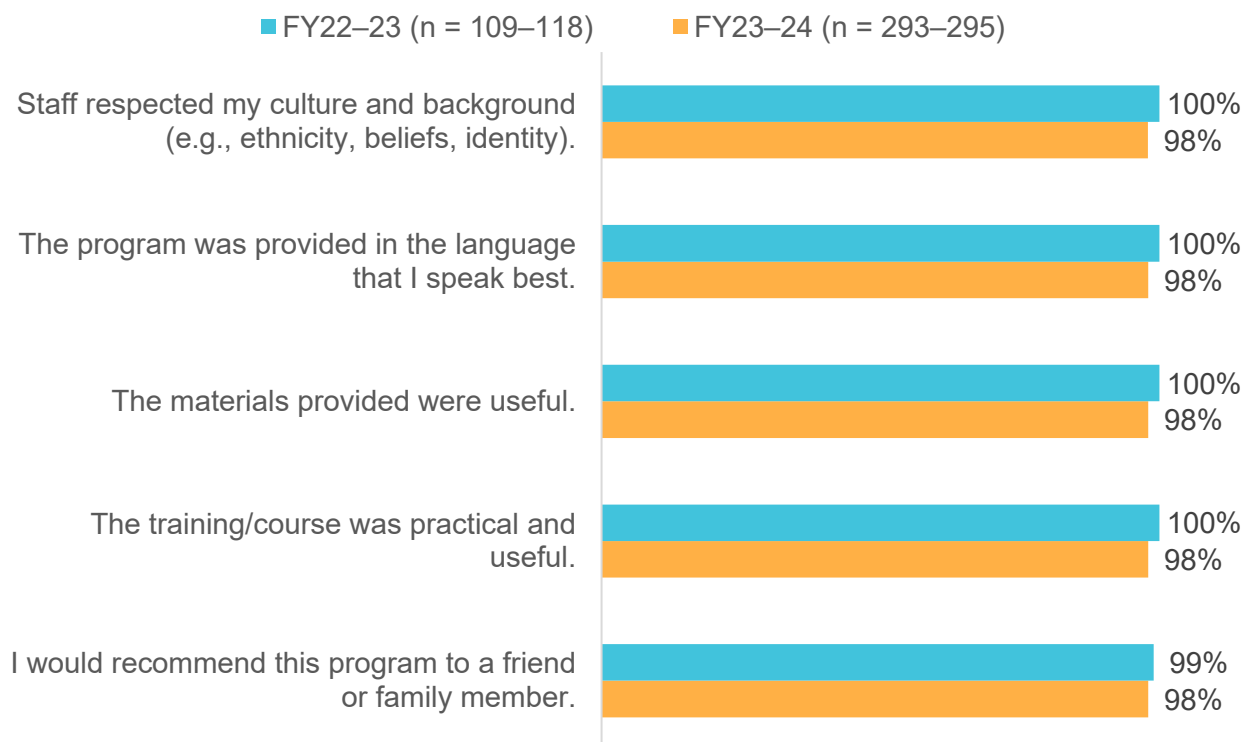 FY22–23 (n = 109–118) FY23–24 (n = 293–295)
Staff respected my culture and background
(e.g., ethnicity, beliefs, identity).
100%
98%
The program was provided in the language
that I speak best.
100%
98%
The materials provided were useful.
100%
98%
The training/course was practical and
useful.
100%
98%
I would recommend this program to a friend
or family member.
99%
98%